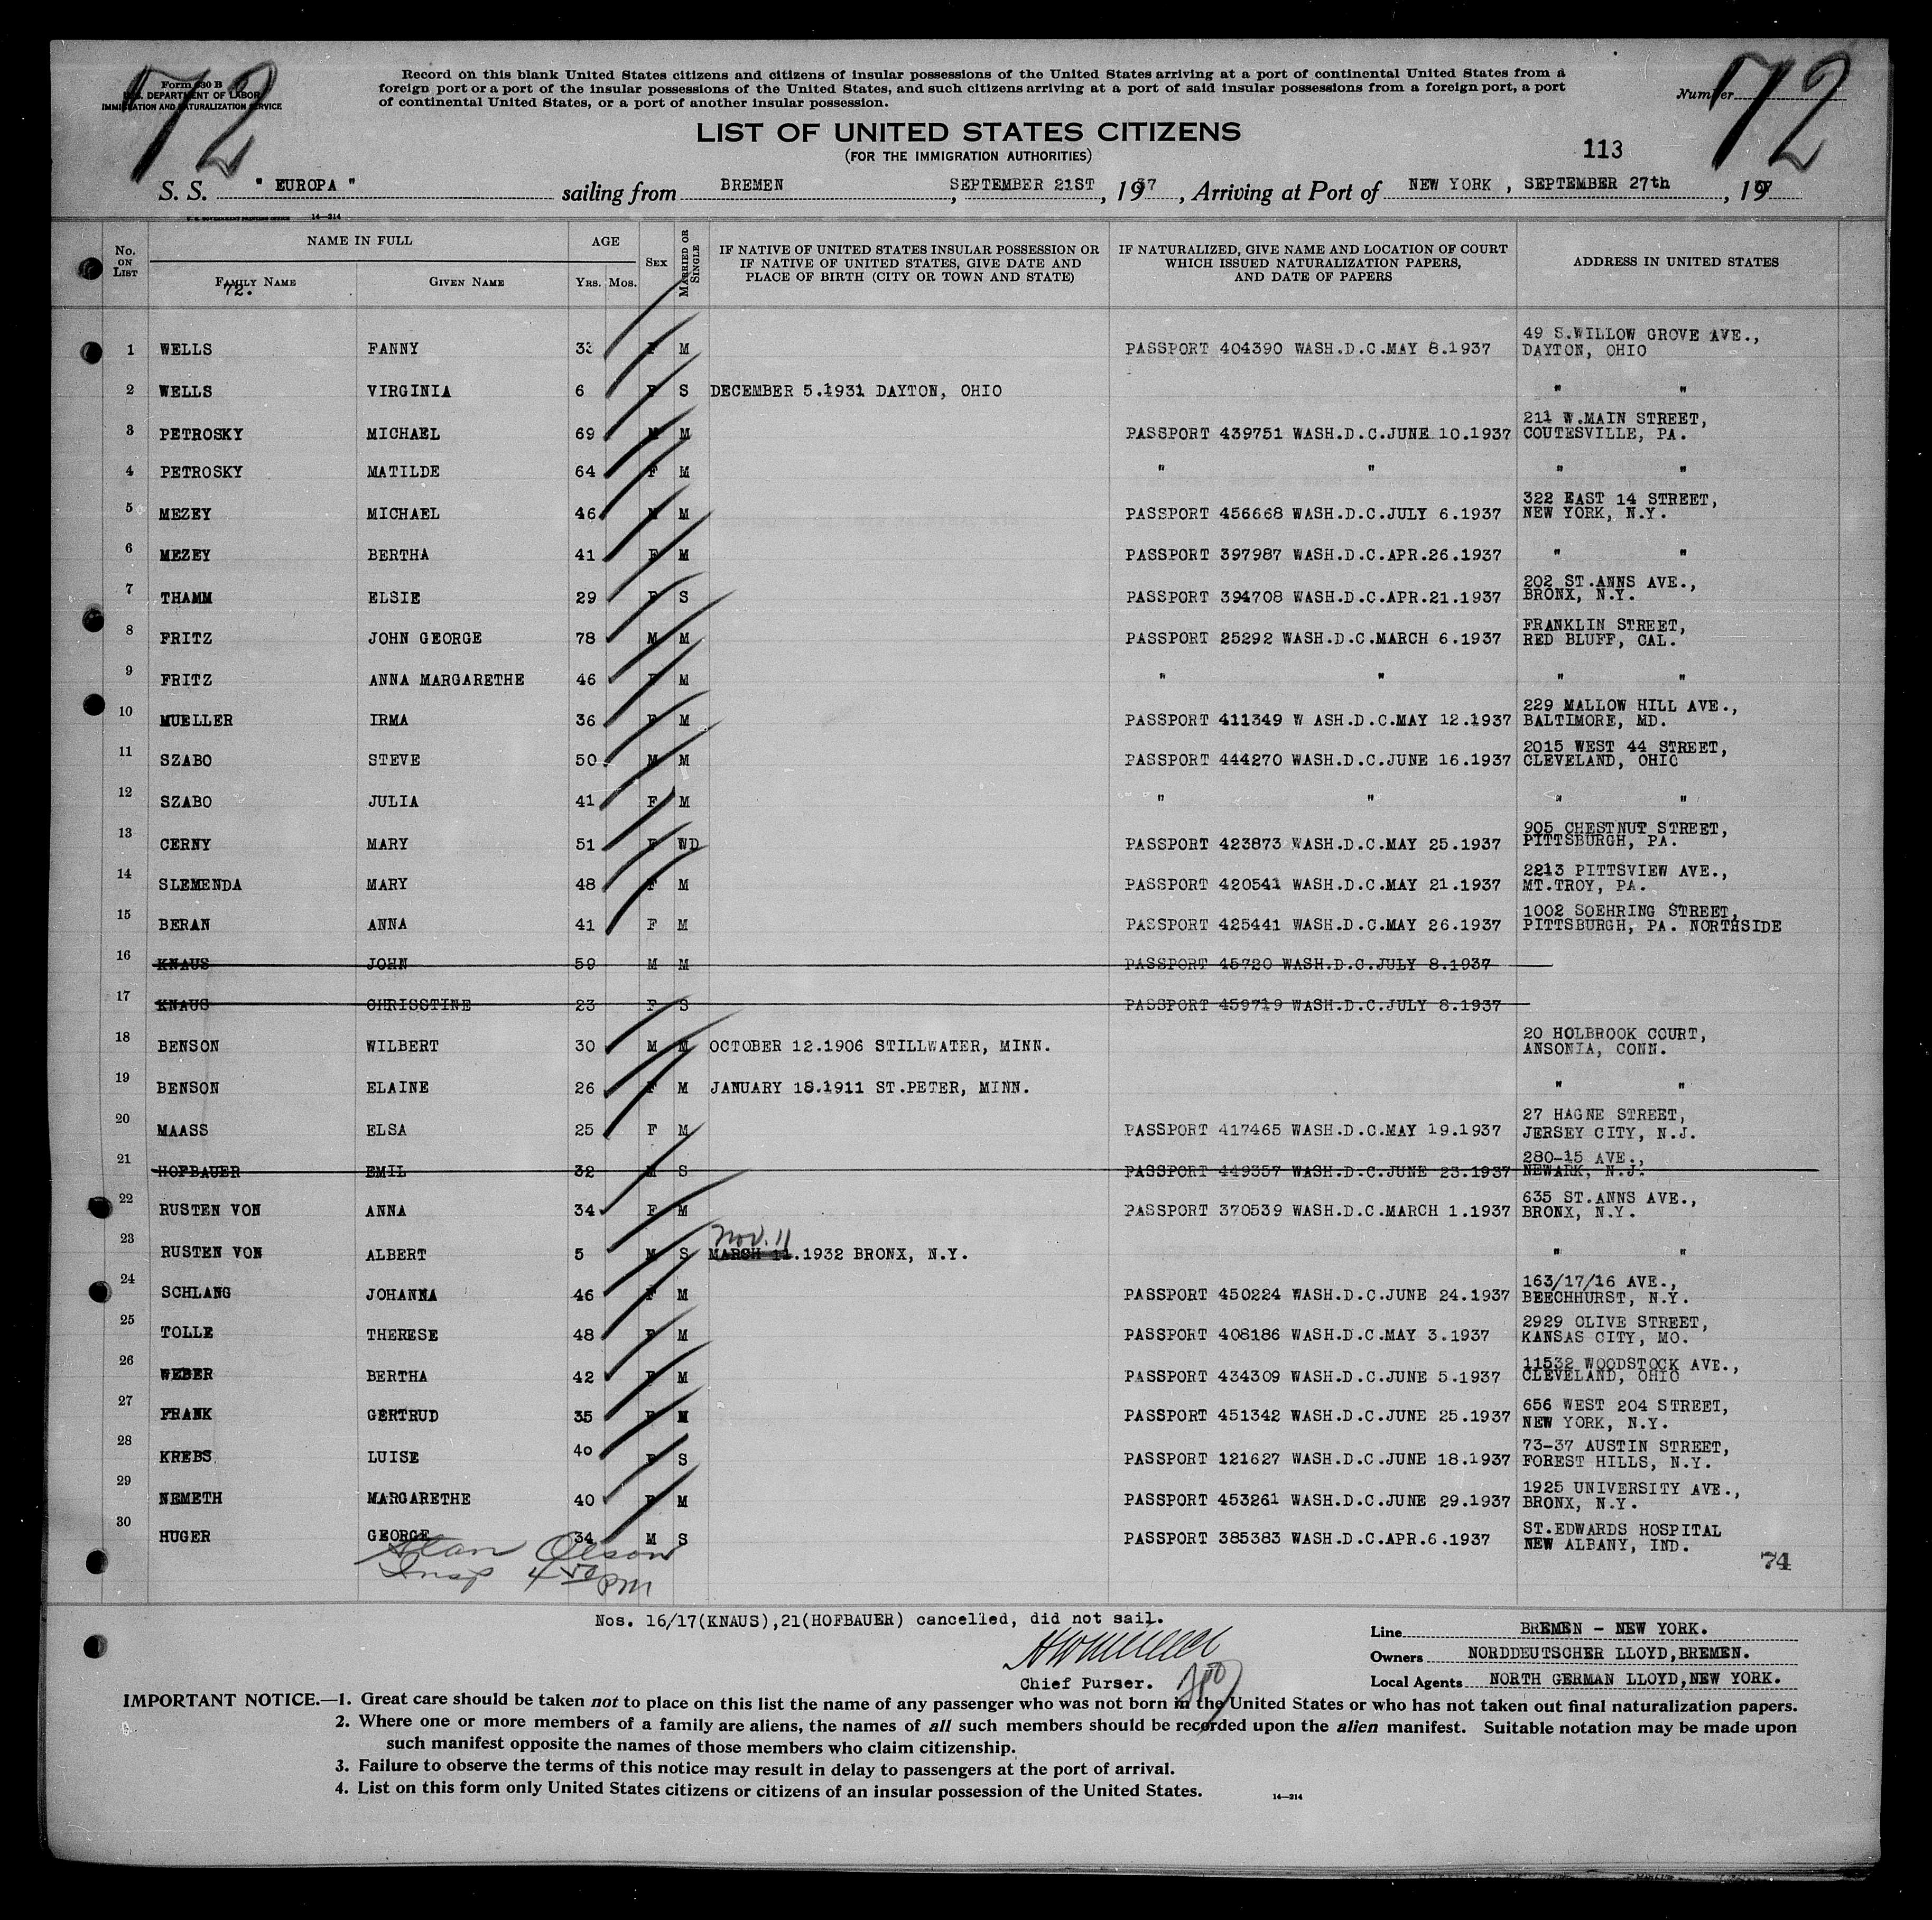 72
72
Form 630 B
U.S. DEPARTMENT OF LABOR
IMMIGRATION AND NATURALIZATION SERVICE
Record on this blank United States citizens and citizens of insular possessions of the United States arriving at a port of continental United States from a
foreign port or a port of the insular possessions of the United States, and such citizens arriving at a port of said insular possessions from a foreign port, a port
of continental United States, or a port of another insular possession.
Number
LIST OF UNITED STATES CITIZENS
(FOR THE IMMIGRATION AUTHORITIES)
113
S. S. " EUROPA " sailing from BREMEN, SEPTEMBER 21ST, 1937, Arriving at Port of NEW YORK , SEPTEMBER 27th, 19
U. S. GOVERNMENT PRINTING OFFICE 14—214
No. ON LIST NAME IN FULL AGE SEX MARRIED OR SINGLE IF NATIVE OF UNITED STATES INSULAR POSSESSION OR IF NATIVE OF UNITED STATES, GIVE DATE AND PLACE OF BIRTH (CITY OR TOWN AND STATE) IF NATURALIZED, GIVE NAME AND LOCATION OF COURT WHICH ISSUED NATURALIZATION PAPERS, AND DATE OF PAPERS ADDRESS IN UNITED STATES
FAMILY NAME GIVEN NAME YRS. MOS.
72.
1 WELLS FANNY 33 F M PASSPORT 404390 WASH.D.C.MAY 8.1937 49 S.WILLOW GROVE AVE., DAYTON, OHIO
2 WELLS VIRGINIA 6 F S DECEMBER 5.1931 DAYTON, OHIO " "
3 PETROSKY MICHAEL 69 M M PASSPORT 439751 WASH.D.C.JUNE 10.1937 211 W.MAIN STREET, COUTESVILLE, PA.
4 PETROSKY MATILDE 64 F M " " " "
5 MEZEY MICHAEL 46 M M PASSPORT 456668 WASH.D.C.JULY 6.1937 322 EAST 14 STREET, NEW YORK, N.Y.
6 MEZEY BERTHA 41 F M PASSPORT 397987 WASH.D.C.APR.26.1937 " "
7 THAMM ELSIE 29 F S PASSPORT 394708 WASH.D.C.APR.21.1937 202 ST.ANNS AVE., BRONX, N.Y.
8 FRITZ JOHN GEORGE 78 M M PASSPORT 25292 WASH.D.C.MARCH 6.1937 FRANKLIN STREET, RED BLUFF, CAL.
9 FRITZ ANNA MARGARETHE 46 F M " " " "
10 MUELLER IRMA 36 F M PASSPORT 411349 W ASH.D.C.MAY 12.1937 229 MALLOW HILL AVE., BALTIMORE, MD.
11 SZABO STEVE 50 M M PASSPORT 444270 WASH.D.C.JUNE 16.1937 2015 WEST 44 STREET, CLEVELAND, OHIO
12 SZABO JULIA 41 F M " " " "
13 CERNY MARY 51 F WD PASSPORT 423873 WASH.D.C.MAY 25.1937 905 CHESTNUT STREET, PITTSBURGH, PA.
14 SLEMENDA MARY 48 F M PASSPORT 420541 WASH.D.C.MAY 21.1937 2213 PITTSVIEW AVE., MT.TROY, PA.
15 BERAN ANNA 41 F M PASSPORT 425441 WASH.D.C.MAY 26.1937 1002 SOEHRING STREET, PITTSBURGH, PA. NORTHSIDE
16 KNAUS JOHN 59 M M PASSPORT 45720 WASH.D.C.JULY 8.1937
17 KNAUS CHRISSTINE 23 F S PASSPORT 459719 WASH.D.C.JULY 8.1937
18 BENSON WILBERT 30 M M OCTOBER 12.1906 STILLWATER, MINN. 20 HOLBROOK COURT, ANSONIA, CONN.
19 BENSON ELAINE 26 F M JANUARY 18.1911 ST.PETER, MINN. " "
20 MAASS ELSA 25 F M PASSPORT 417465 WASH.D.C.MAY 19.1937 27 HAGNE STREET, JERSEY CITY, N.J.
21 HOFBAUER EMIL 32 M S PASSPORT 449357 WASH.D.C.JUNE 23.1937 280-15 AVE., NEWARK, N.J.
22 RUSTEN VON ANNA 34 F M PASSPORT 370539 WASH.D.C.MARCH 1.1937 635 ST.ANNS AVE., BRONX, N.Y.
Nov. 11
23 RUSTEN VON ALBERT 5 M S MARCH 11.1932 BRONX, N.Y. " "
24 SCHLANG JOHANNA 46 F M PASSPORT 450224 WASH.D.C.JUNE 24.1937 163/17/16 AVE., BEECHHURST, N.Y.
25 TOLLE THERESE 48 F M PASSPORT 408186 WASH.D.C.MAY 3.1937 2929 OLIVE STREET, KANSAS CITY, MO.
26 WEBER BERTHA 42 F M PASSPORT 434309 WASH.D.C.JUNE 5.1937 11532 WOODSTOCK AVE., CLEVELAND, OHIO
27 FRANK GERTRUD 35 F M PASSPORT 451342 WASH.D.C.JUNE 25.1937 656 WEST 204 STREET, NEW YORK, N.Y.
28 KREBS LUISE 40 F S PASSPORT 121627 WASH.D.C.JUNE 18.1937 73-37 AUSTIN STREET, FOREST HILLS, N.Y.
29 NEMETH MARGARETHE 40 F M PASSPORT 453261 WASH.D.C.JUNE 29.1937 1925 UNIVERSITY AVE., BRONX, N.Y.
30 HUGER GEORGE 34 M S PASSPORT 385383 WASH.D.C.APR.6.1937 ST.EDWARDS HOSPITAL NEW ALBANY, IND.
Stan Olson
Insp 4 50 PM
74
Nos. 16/17(KNAUS),21(HOFBAUER) cancelled, did not sail.
Chief Purser.
Line BREMEN - NEW YORK.
Owners NORDDEUTSCHER LLOYD,BREMEN.
Local Agents NORTH GERMAN LLOYD,NEW YORK.
IMPORTANT NOTICE.—1. Great care should be taken not to place on this list the name of any passenger who was not born in the United States or who has not taken out final naturalization papers.
2. Where one or more members of a family are aliens, the names of all such members should be recorded upon the alien manifest. Suitable notation may be made upon
such manifest opposite the names of those members who claim citizenship.
3. Failure to observe the terms of this notice may result in delay to passengers at the port of arrival.
4. List on this form only United States citizens or citizens of an insular possession of the United States.
14—214